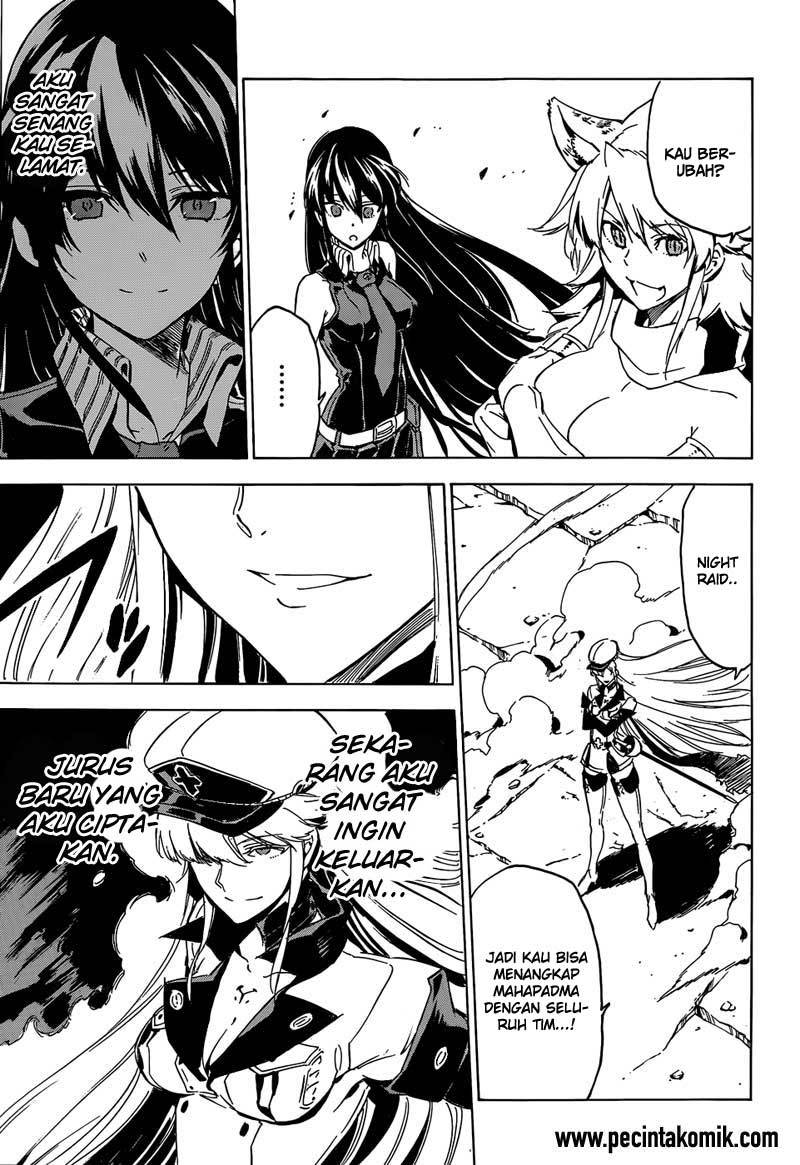 KAU BER-
UBAH?
........
AKU
SANGAT
SENANG
KAU SE-
LAMAT.
NIGHT
RAID..
JADI KAU BISA
MENANGKAP
MAHAPADMA
DENGAN SELU-
RUH TIM...!
SEKA-
RANG AKU
SANGAT
INGIN
KELUAR-
KAN...
JURUS
BARU YANG
AKU CIPTA-
KAN.
www.pecintakomik.com